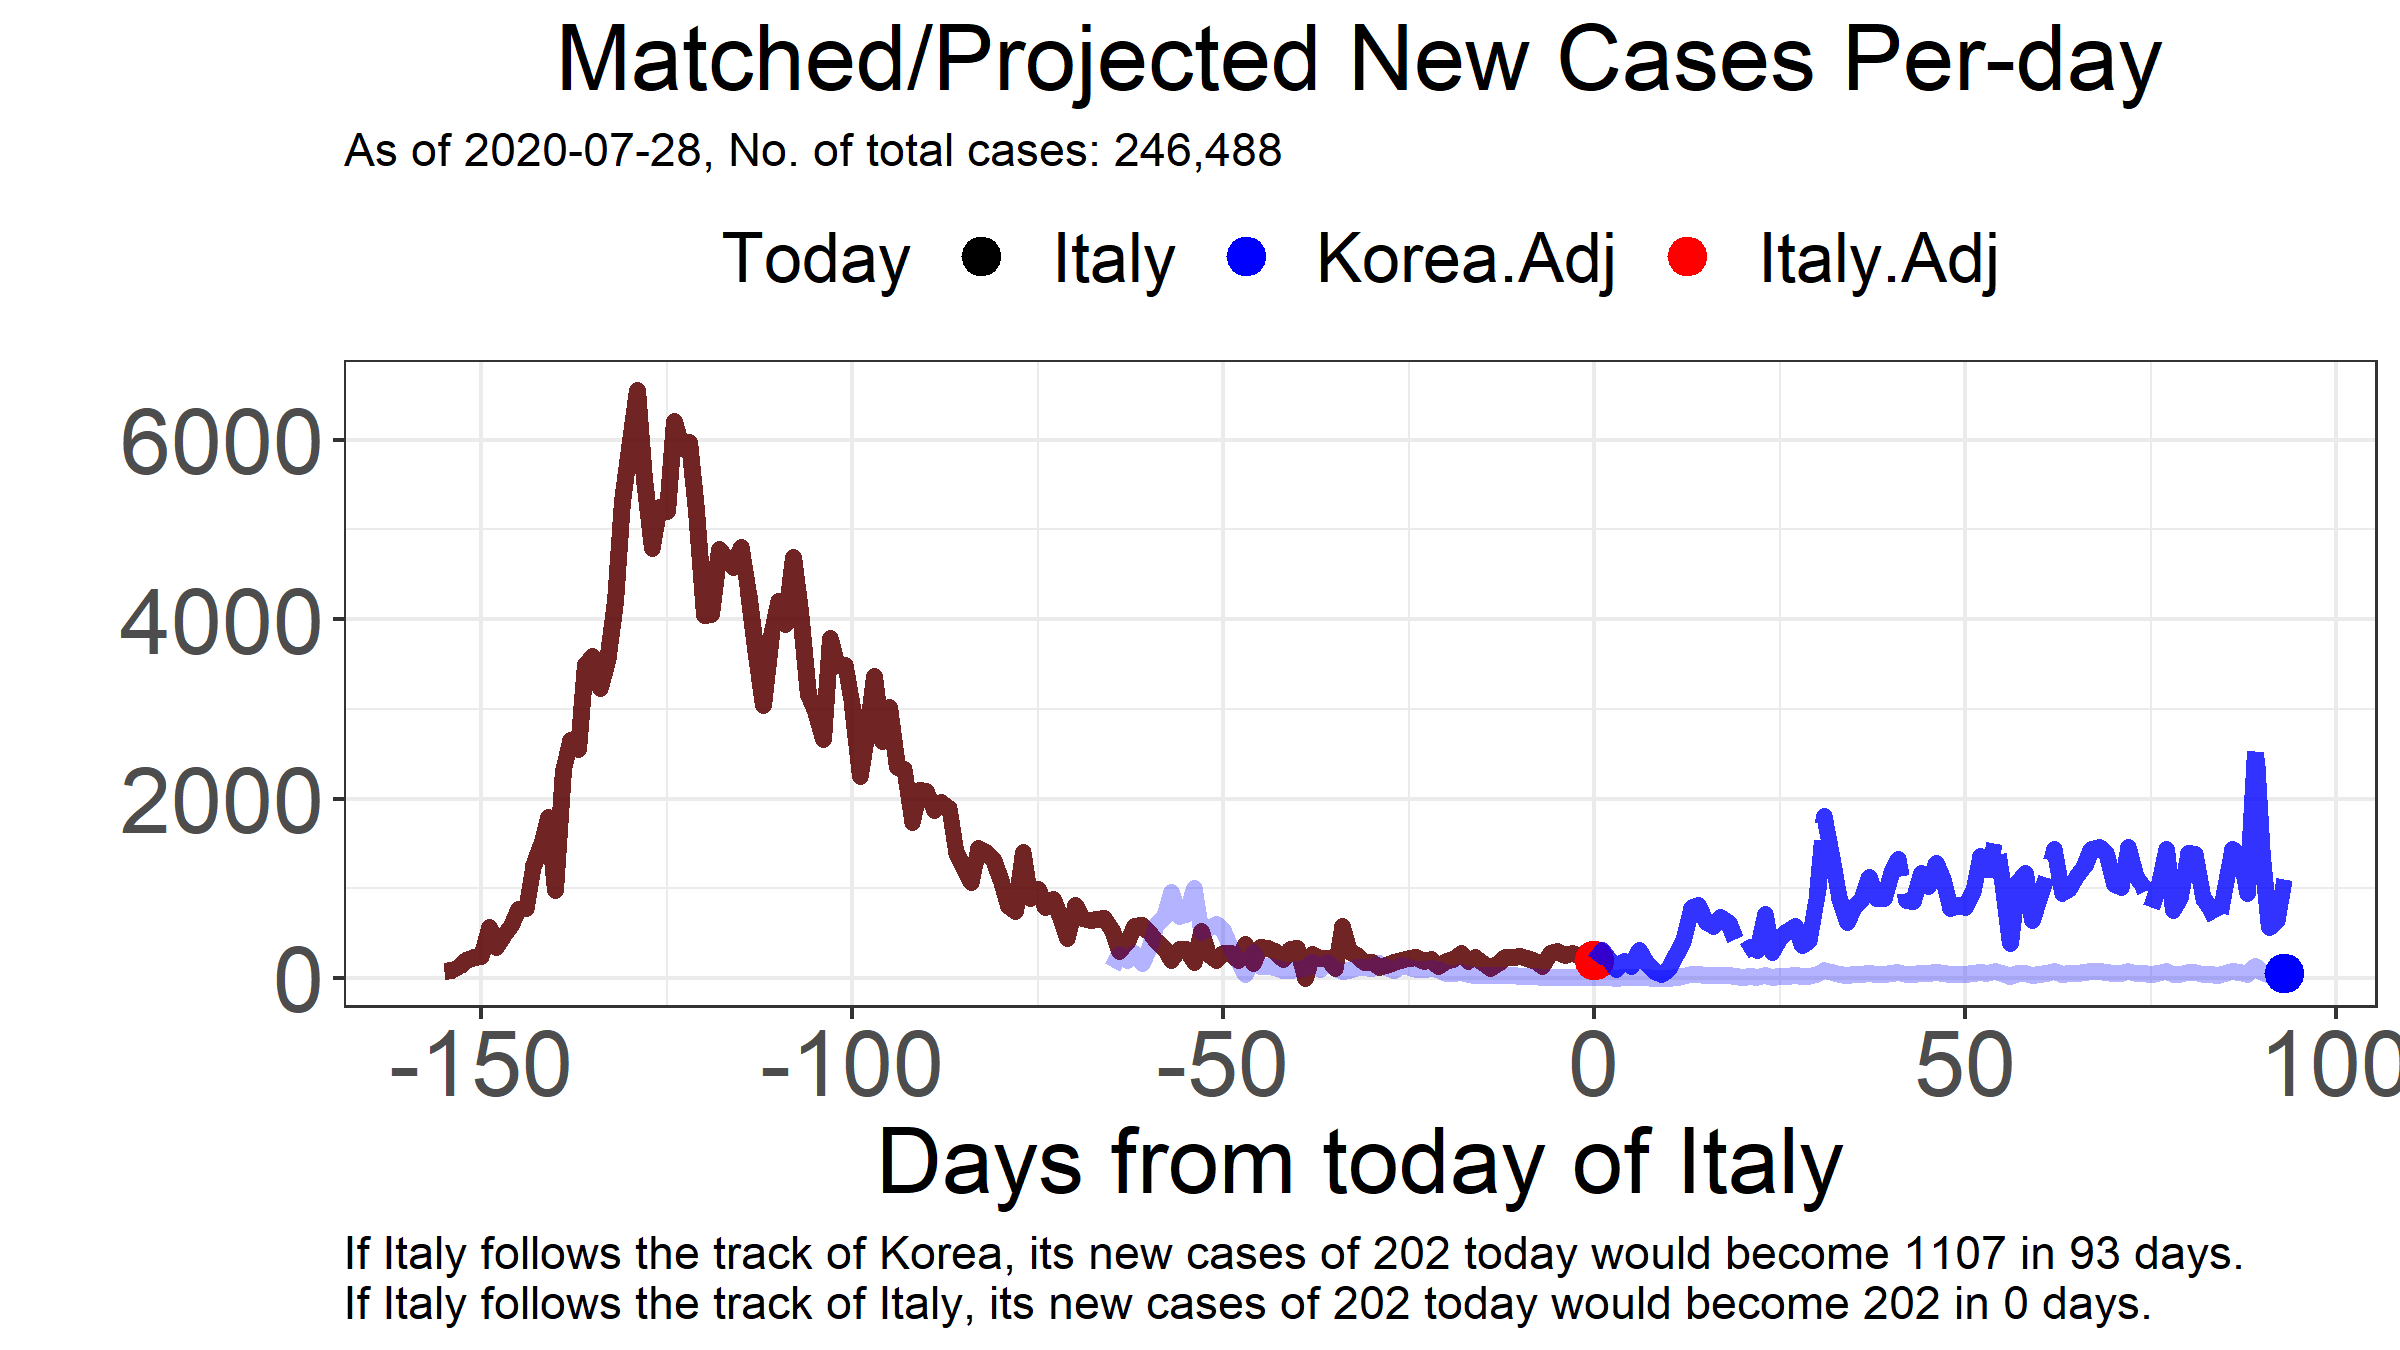 Matched/Projected New Cases Per-day
As of 2020-07-28, No. of total cases: 246,488
Today Italy Korea.Adj Italy.Adj
6000
4000
2000
0
-150 -100 -50 0 50 100
Days from today of Italy
If Italy follows the track of Korea, its new cases of 202 today would become 1107 in 93 days.
If Italy follows the track of Italy, its new cases of 202 today would become 202 in 0 days.